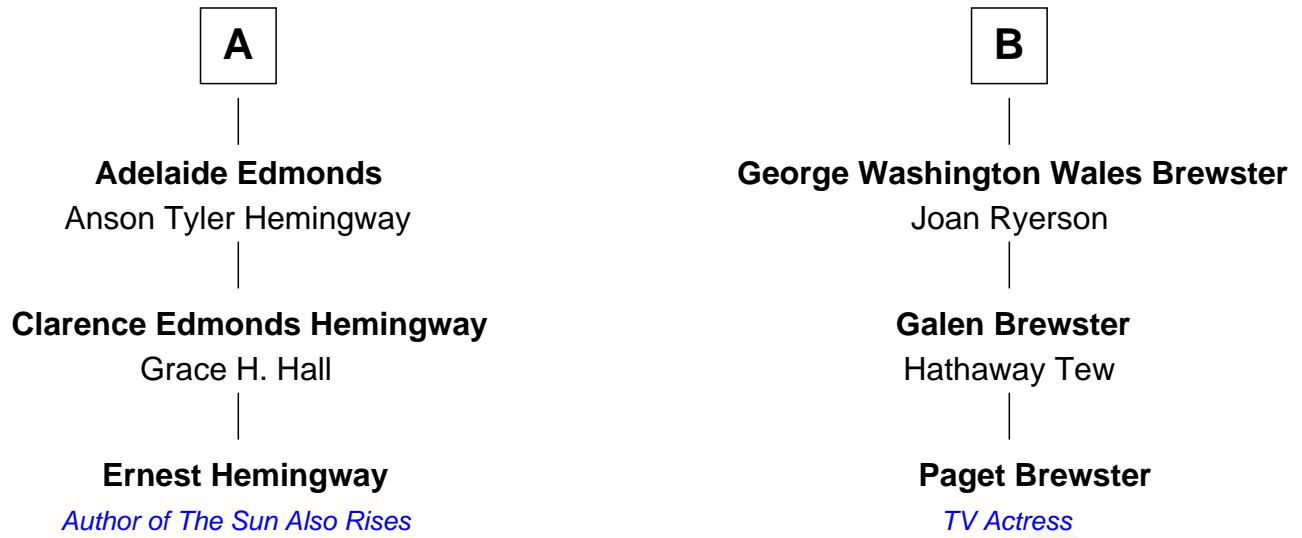 A
B
Adelaide Edmonds
Anson Tyler Hemingway
George Washington Wales Brewster
Joan Ryerson
Clarence Edmonds Hemingway
Grace H. Hall
Galen Brewster
Hathaway Tew
Ernest Hemingway
Author of The Sun Also Rises
Paget Brewster
TV Actress